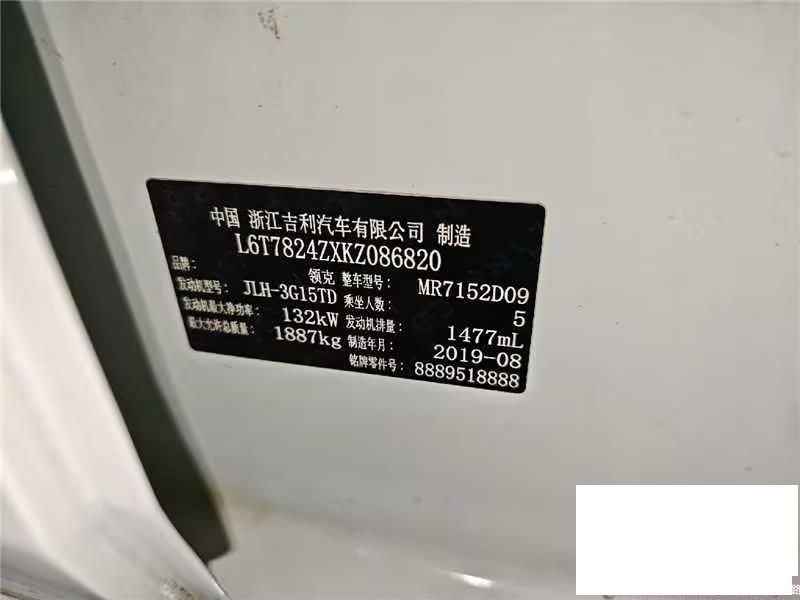 中国 浙江吉利汽车有限公司 制造
L6T7824ZXKZ086820
品牌: 领克 整车型号: MR7152D09
发动机型号: JLH-3G15TD 乘坐人数: 5
发动机最大净功率: 132kW 发动机排量: 1477mL
最大允许总质量: 1887kg 制造年月: 2019-08
铭牌零件号: 8889518888